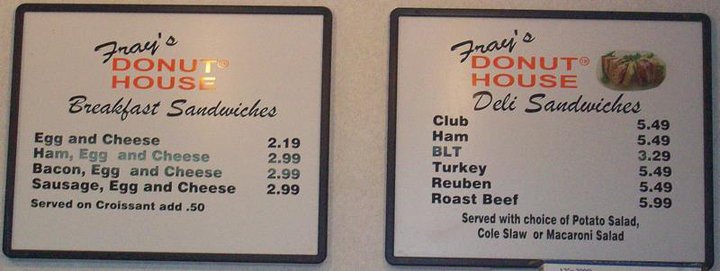 Fray's
DONUT®
HOUSE
Breakfast Sandwiches
Egg and Cheese 2.19
Ham, Egg and Cheese 2.99
Bacon, Egg and Cheese 2.99
Sausage, Egg and Cheese 2.99
Served on Croissant add .50
Fray's
DONUT®
HOUSE
Deli Sandwiches
Club 5.49
Ham 5.49
BLT 3.29
Turkey 5.49
Reuben 5.49
Roast Beef 5.99
Served with choice of Potato Salad,
Cole Slaw or Macaroni Salad